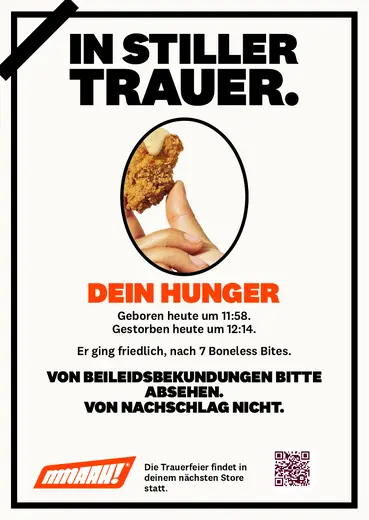 IN STILLER
TRAUER.
DEIN HUNGER
Geboren heute um 11:58.
Gestorben heute um 12:14.
Er ging friedlich, nach 7 Boneless Bites.
VON BEILEIDSBEKUNDUNGEN BITTE
ABSEHEN.
VON NACHSCHLAG NICHT.
mmAAH!
Die Trauerfeier findet in
deinem nächsten Store
statt.